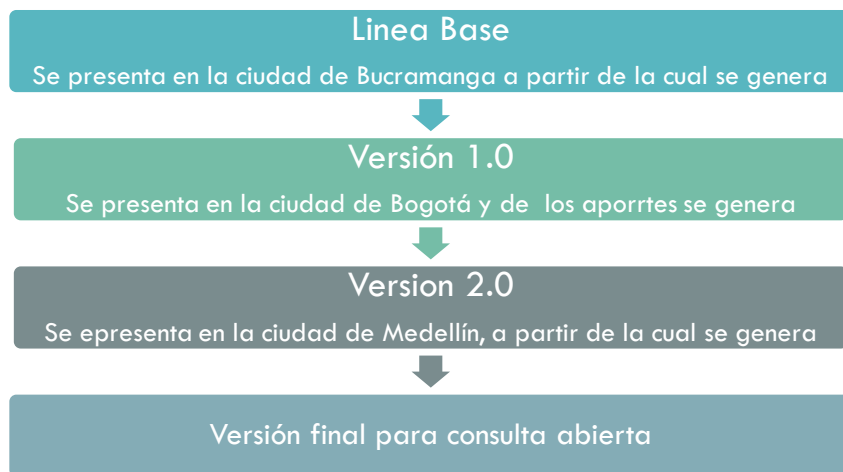 Linea Base
Se presenta en la ciudad de Bucramanga a partir de la cual se genera
Versión 1.0
Se presenta en la ciudad de Bogotá y de los aporrtes se genera
Version 2.0
Se epresenta en la ciudad de Medellín, a partir de la cual se genera
Versión final para consulta abierta